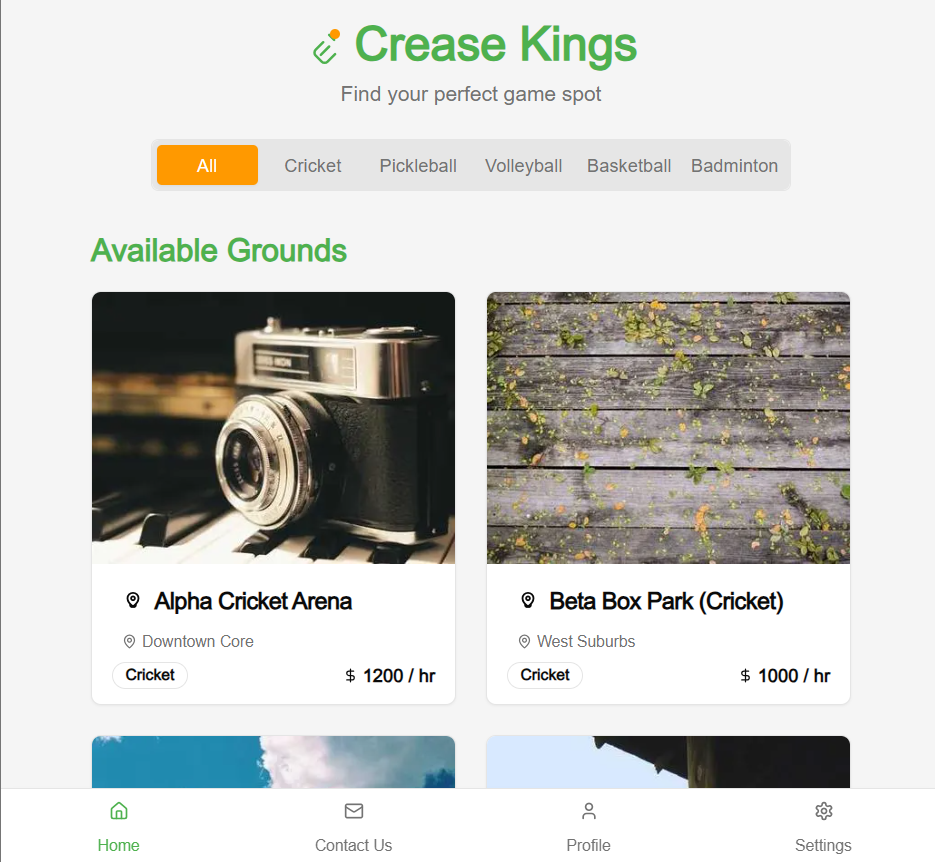 Crease Kings
Find your perfect game spot
All Cricket Pickleball Volleyball Basketball Badminton
Available Grounds
Alpha Cricket Arena
Downtown Core
Cricket $ 1200 / hr
Beta Box Park (Cricket)
West Suburbs
Cricket $ 1000 / hr
Home Contact Us Profile Settings